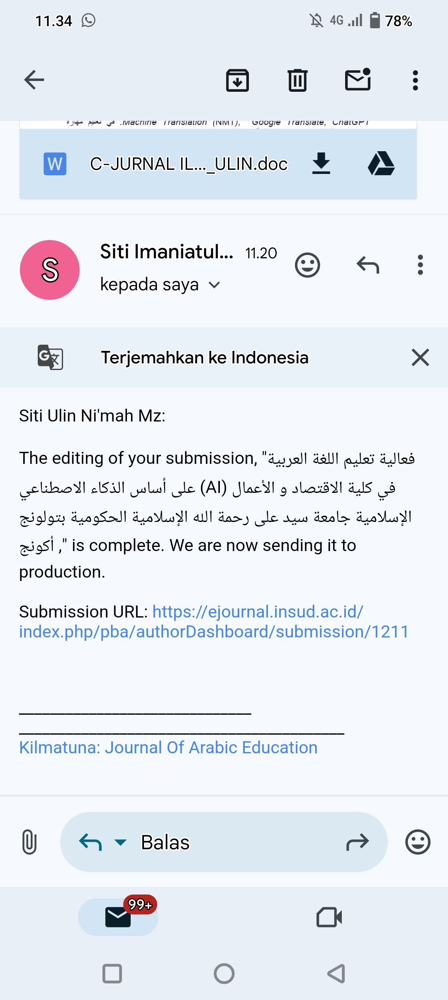 11.34
4G 78%
Machine Translation (NMT), Google Translate, ChatGPT. في تعليم مهارة
W C-JURNAL IL..._ULIN.doc
S Siti Imaniatul... 11.20
kepada saya
Terjemahkan ke Indonesia
Siti Ulin Ni'mah Mz:
The editing of your submission, "فعالية تعليم اللغة العربية
على أساس الذكاء الاصطناعي (AI) في كلية الاقتصاد و الأعمال
الإسلامية جامعة سيد على رحمة الله الإسلامية الحكومية بتولونج
أكونج ," is complete. We are now sending it to
production.
Submission URL: https://ejournal.insud.ac.id/
index.php/pba/authorDashboard/submission/1211
Kilmatuna: Journal Of Arabic Education
Balas
99+